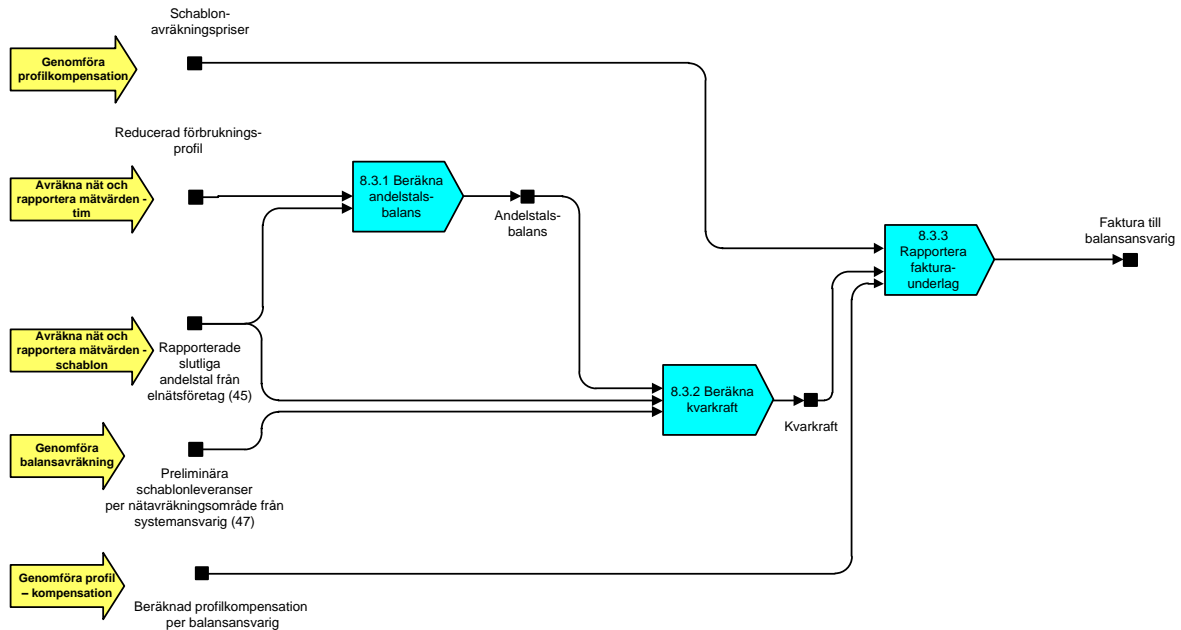 Schablon-
avräkningspriser
Genomföra
profilkompensation
Reducerad förbruknings-
profil
Avräkna nät och
rapportera mätvärden -
tim
8.3.1 Beräkna
andelstals-
balans
Andelstals-
balans
8.3.3
Rapportera
faktura-
underlag
Faktura till
balansansvarig
Avräkna nät och
rapportera mätvärden -
schablon
Rapporterade
slutliga
andelstal från
elnätsföretag (45)
8.3.2 Beräkna
kvarkraft
Kvarkraft
Genomföra
balansavräkning
Preliminära
schablonleveranser
per nätavräkningsområde från
systemansvarig (47)
Genomföra profil
– kompensation
Beräknad profilkompensation
per balansansvarig